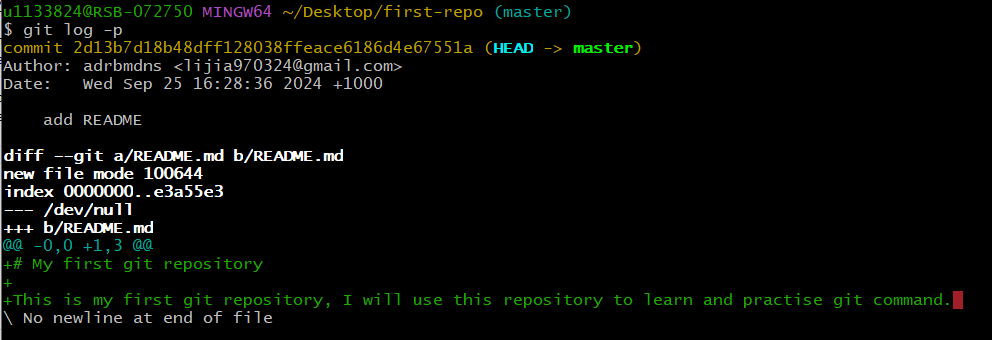 u1133824@RSB-072750 MINGW64 ~/Desktop/first-repo (master)
$ git log -p
commit 2d13b7d18b48dff128038ffeace6186d4e67551a (HEAD -> master)
Author: adrbmdns <lijia970324@gmail.com>
Date:   Wed Sep 25 16:28:36 2024 +1000

    add README

diff --git a/README.md b/README.md
new file mode 100644
index 0000000..e3a55e3
--- /dev/null
+++ b/README.md
@@ -0,0 +1,3 @@
+# My first git repository
+
+This is my first git repository, I will use this repository to learn and practise git command.
\ No newline at end of file